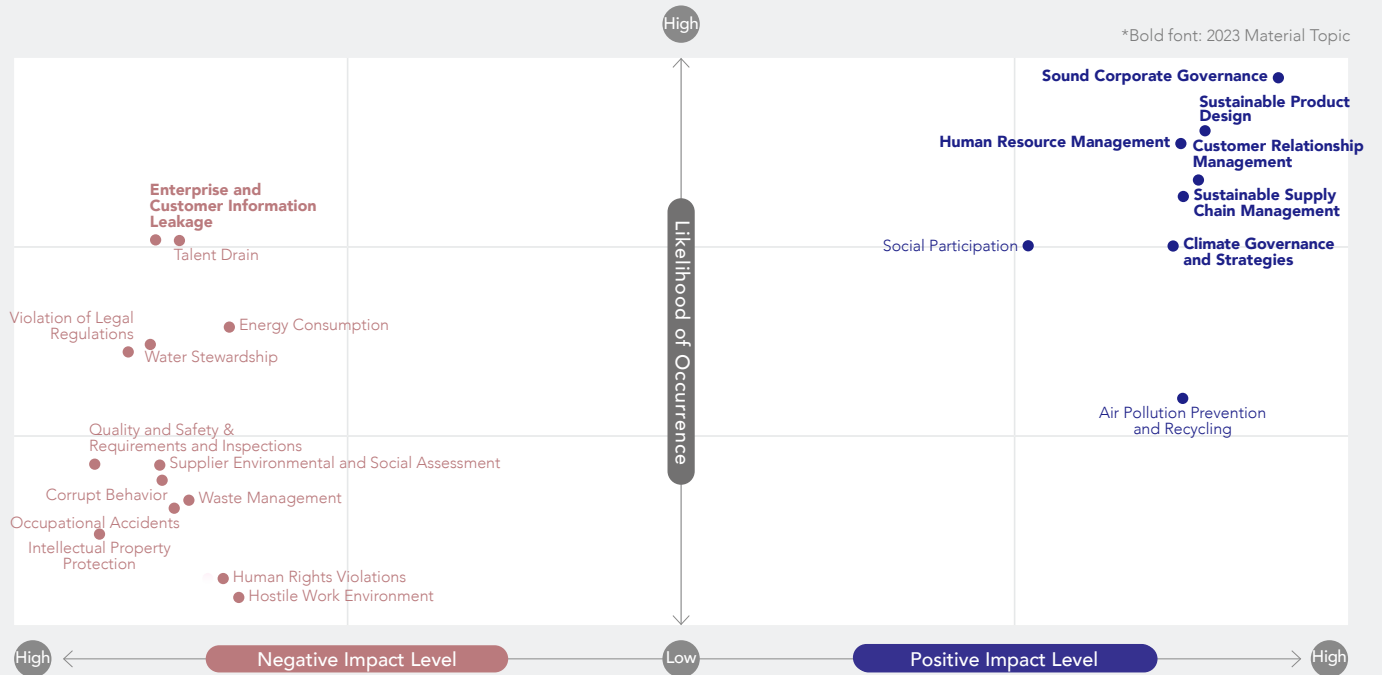 High
*Bold font: 2023 Material Topic
Sound Corporate Governance
Sustainable Product
Design
Human Resource Management
Customer Relationship
Management
Enterprise and
Customer Information
Leakage
Sustainable Supply
Chain Management
Talent Drain
Social Participation
Climate Governance
and Strategies
Likelihood of Occurrence
Violation of Legal
Regulations
Energy Consumption
Water Stewardship
Air Pollution Prevention
and Recycling
Quality and Safety &
Requirements and Inspections
Supplier Environmental and Social Assessment
Corrupt Behavior
Waste Management
Occupational Accidents
Intellectual Property
Protection
Human Rights Violations
Hostile Work Environment
High
Negative Impact Level
Low
Positive Impact Level
High